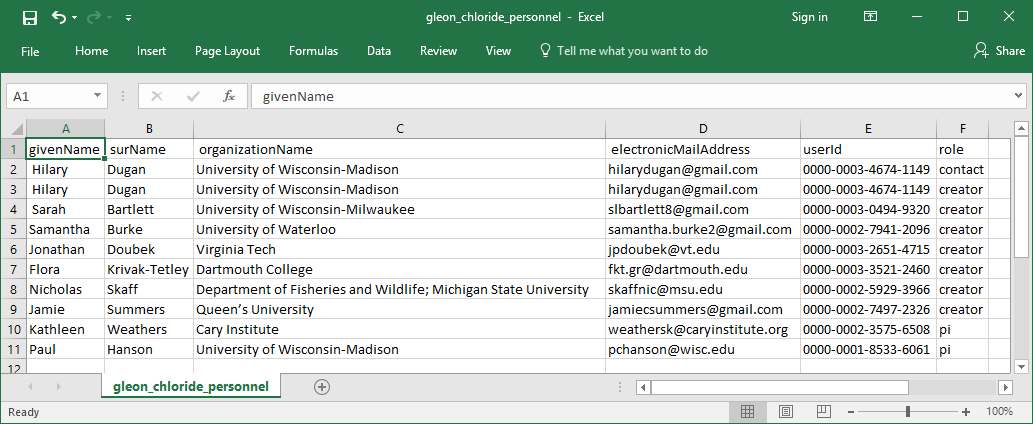 gleon_chloride_personnel - Excel Sign in
File Home Insert Page Layout Formulas Data Review View Tell me what you want to do Share
A1 fx givenName
A B C D E F
1 givenName surName organizationName electronicMailAddress userId role
2 Hilary Dugan University of Wisconsin-Madison hilarydugan@gmail.com 0000-0003-4674-1149 contact
3 Hilary Dugan University of Wisconsin-Madison hilarydugan@gmail.com 0000-0003-4674-1149 creator
4 Sarah Bartlett University of Wisconsin-Milwaukee slbartlett8@gmail.com 0000-0003-0494-9320 creator
5 Samantha Burke University of Waterloo samantha.burke2@gmail.com 0000-0002-7941-2096 creator
6 Jonathan Doubek Virginia Tech jpdoubek@vt.edu 0000-0003-2651-4715 creator
7 Flora Krivak-Tetley Dartmouth College fkt.gr@dartmouth.edu 0000-0003-3521-2460 creator
8 Nicholas Skaff Department of Fisheries and Wildlife; Michigan State University skaffnic@msu.edu 0000-0002-5929-3966 creator
9 Jamie Summers Queen’s University jamiecsummers@gmail.com 0000-0002-7497-2326 creator
10 Kathleen Weathers Cary Institute weathersk@caryinstitute.org 0000-0002-3575-6508 pi
11 Paul Hanson University of Wisconsin-Madison pchanson@wisc.edu 0000-0001-8533-6061 pi
12
gleon_chloride_personnel
Ready 100%